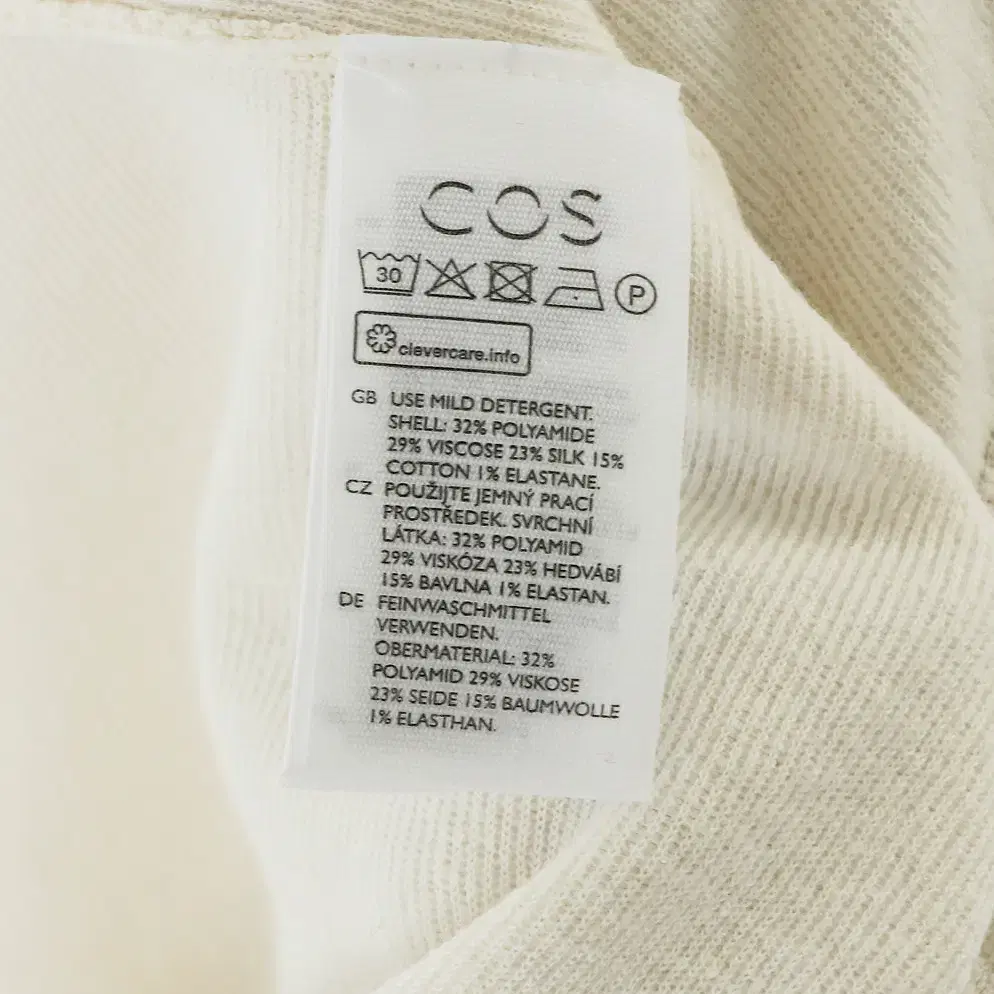 COS
30 P
clevercare.info
GB USE MILD DETERGENT.
SHELL: 32% POLYAMIDE
29% VISCOSE 23% SILK 15%
COTTON 1% ELASTANE.
CZ POUŽIJTE JEMNÝ PRACÍ
PROSTŘEDEK. SVRCHNÍ
LÁTKA: 32% POLYAMID
29% VISKÓZA 23% HEDVÁBÍ
15% BAVLNA 1% ELASTAN.
DE FEINWASCHMITTEL
VERWENDEN.
OBERMATERIAL: 32%
POLYAMID 29% VISKOSE
23% SEIDE 15% BAUMWOLLE
1% ELASTHAN.